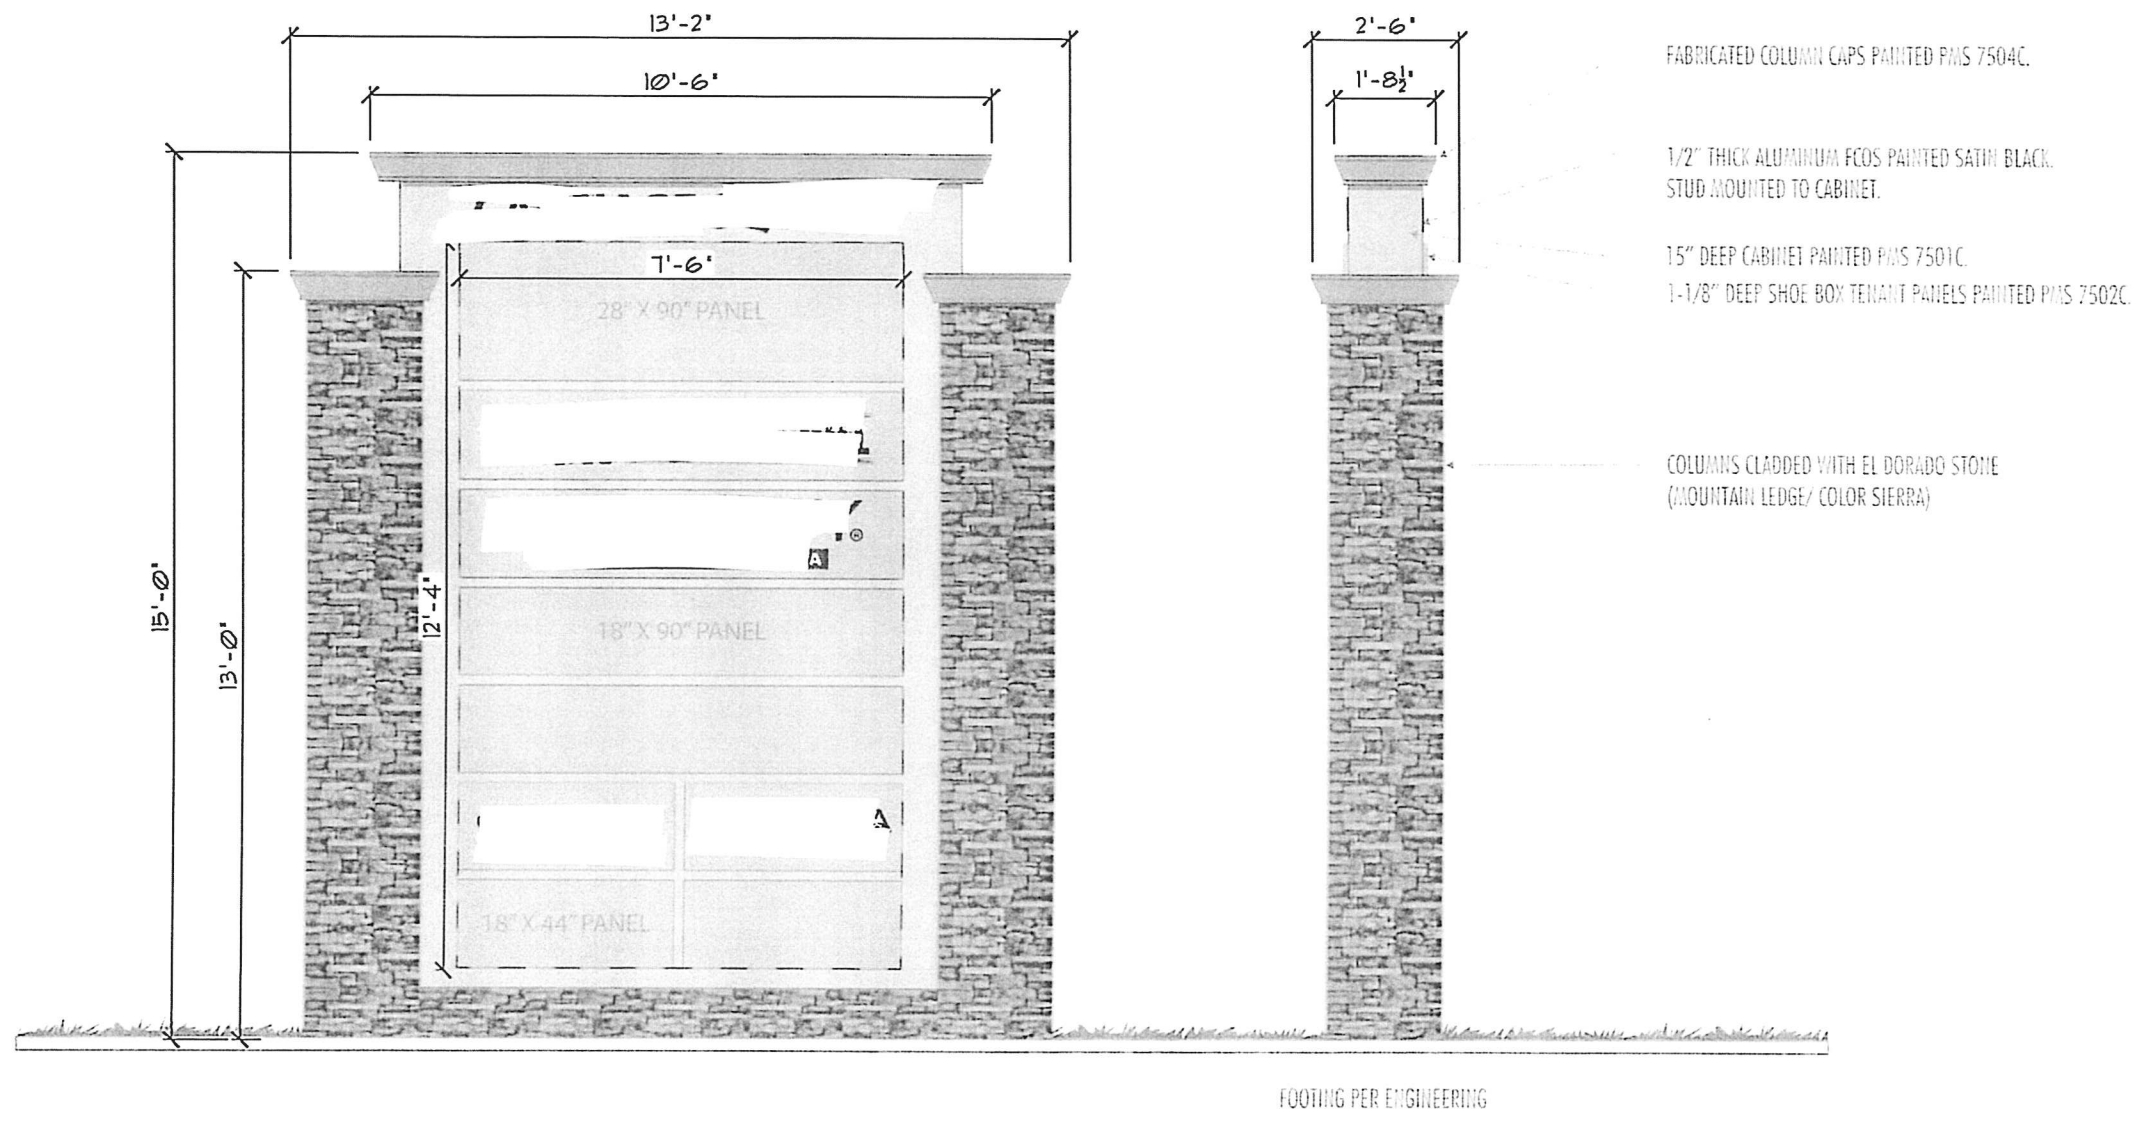 13'-2"
10'-6"
2'-6"
1'-8½"
FABRICATED COLUMN CAPS PAINTED PMS 7504C.
1/2" THICK ALUMINUM FCOS PAINTED SATIN BLACK.
STUD MOUNTED TO CABINET.
15" DEEP CABINET PAINTED PMS 7501C.
1-1/8" DEEP SHOE BOX TENANT PANELS PAINTED PMS 7502C.
7'-6"
28" X 90" PANEL
COLUMNS CLADDED WITH EL DORADO STONE
(MOUNTAIN LEDGE/ COLOR SIERRA)
®
A
15'-0"
13'-0"
12'-4"
18" X 90" PANEL
A
18" X 44" PANEL
FOOTING PER ENGINEERING